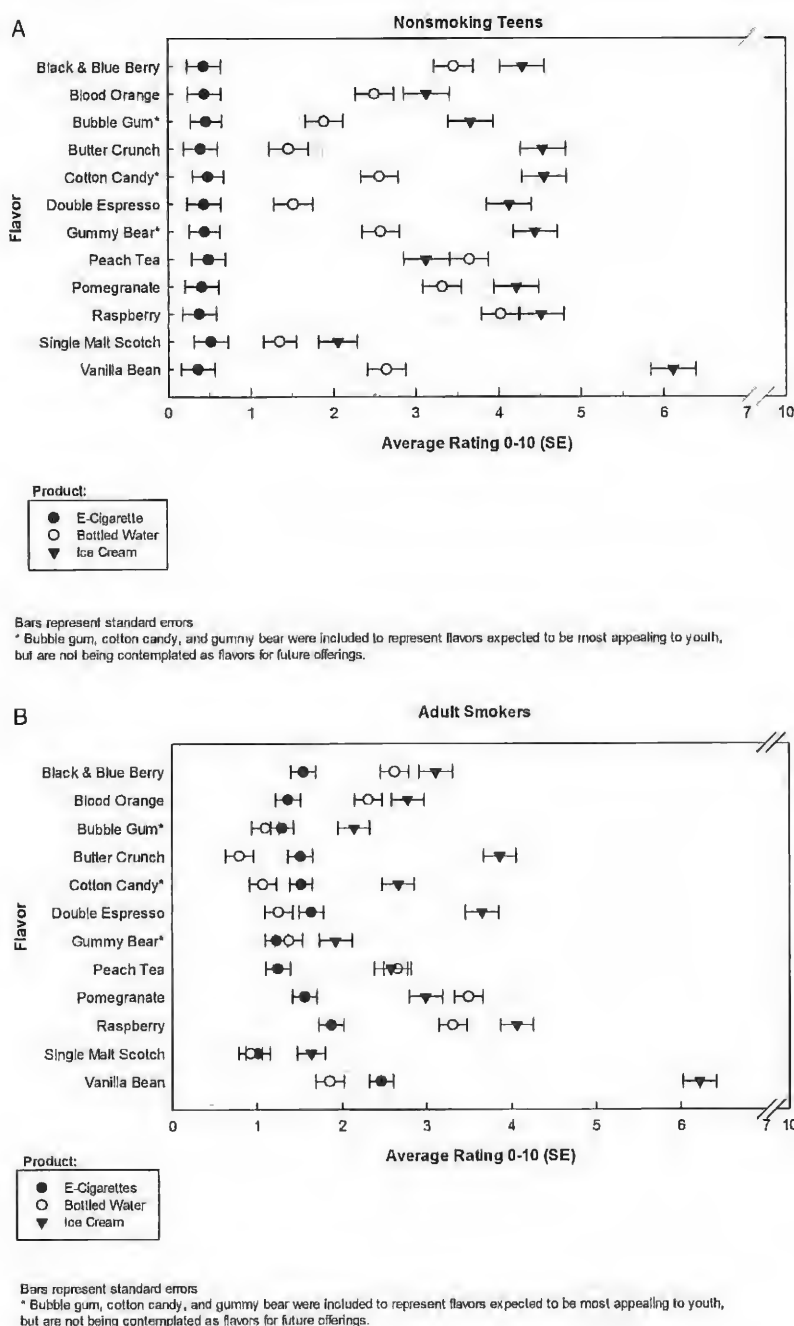 A
Nonsmoking Teens
Flavor
Black & Blue Berry
Blood Orange
Bubble Gum*
Butter Crunch
Cotton Candy*
Double Espresso
Gummy Bear*
Peach Tea
Pomegranate
Raspberry
Single Malt Scotch
Vanilla Bean
0 1 2 3 4 5 6 7 10
Average Rating 0-10 (SE)
Product:
E-Cigarette
Bottled Water
Ice Cream
Bars represent standard errors
* Bubble gum, cotton candy, and gummy bear were included to represent flavors expected to be most appealing to youth,
but are not being contemplated as flavors for future offerings.
B
Adult Smokers
Flavor
Black & Blue Berry
Blood Orange
Bubble Gum*
Butter Crunch
Cotton Candy*
Double Espresso
Gummy Bear*
Peach Tea
Pomegranate
Raspberry
Single Malt Scotch
Vanilla Bean
0 1 2 3 4 5 6 7 10
Average Rating 0-10 (SE)
Product:
E-Cigarettes
Bottled Water
Ice Cream
Bars represent standard errors
* Bubble gum, cotton candy, and gummy bear were included to represent flavors expected to be most appealing to youth,
but are not being contemplated as flavors for future offerings.